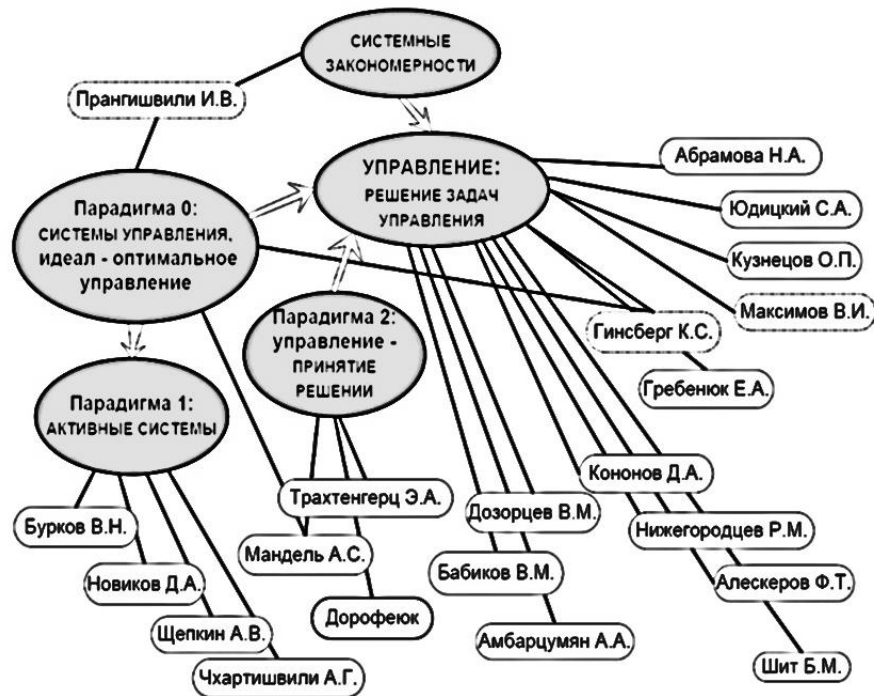 СИСТЕМНЫЕ
ЗАКОНОМЕРНОСТИ
Прангишвили И.В.
УПРАВЛЕНИЕ:
РЕШЕНИЕ ЗАДАЧ
УПРАВЛЕНИЯ
Абрамова Н.А.
Юдицкий С.А.
Кузнецов О.П.
Максимов В.И.
Парадигма 0:
СИСТЕМЫ УПРАВЛЕНИЯ,
идеал - оптимальное
управление
Гинсберг К.С.
Гребенюк Е.А.
Парадигма 2:
управление -
ПРИНЯТИЕ
РЕШЕНИИ
Парадигма 1:
АКТИВНЫЕ СИСТЕМЫ
Кононов Д.А.
Трахтенгерц Э.А.
Дозорцев В.М.
Бурков В.Н.
Нижегородцев Р.М.
Мандель А.С.
Бабиков В.М.
Новиков Д.А.
Алескеров Ф.Т.
Дорофеюк
Щепкин А.В.
Амбарцумян А.А.
Чхартишвили А.Г.
Шит Б.М.